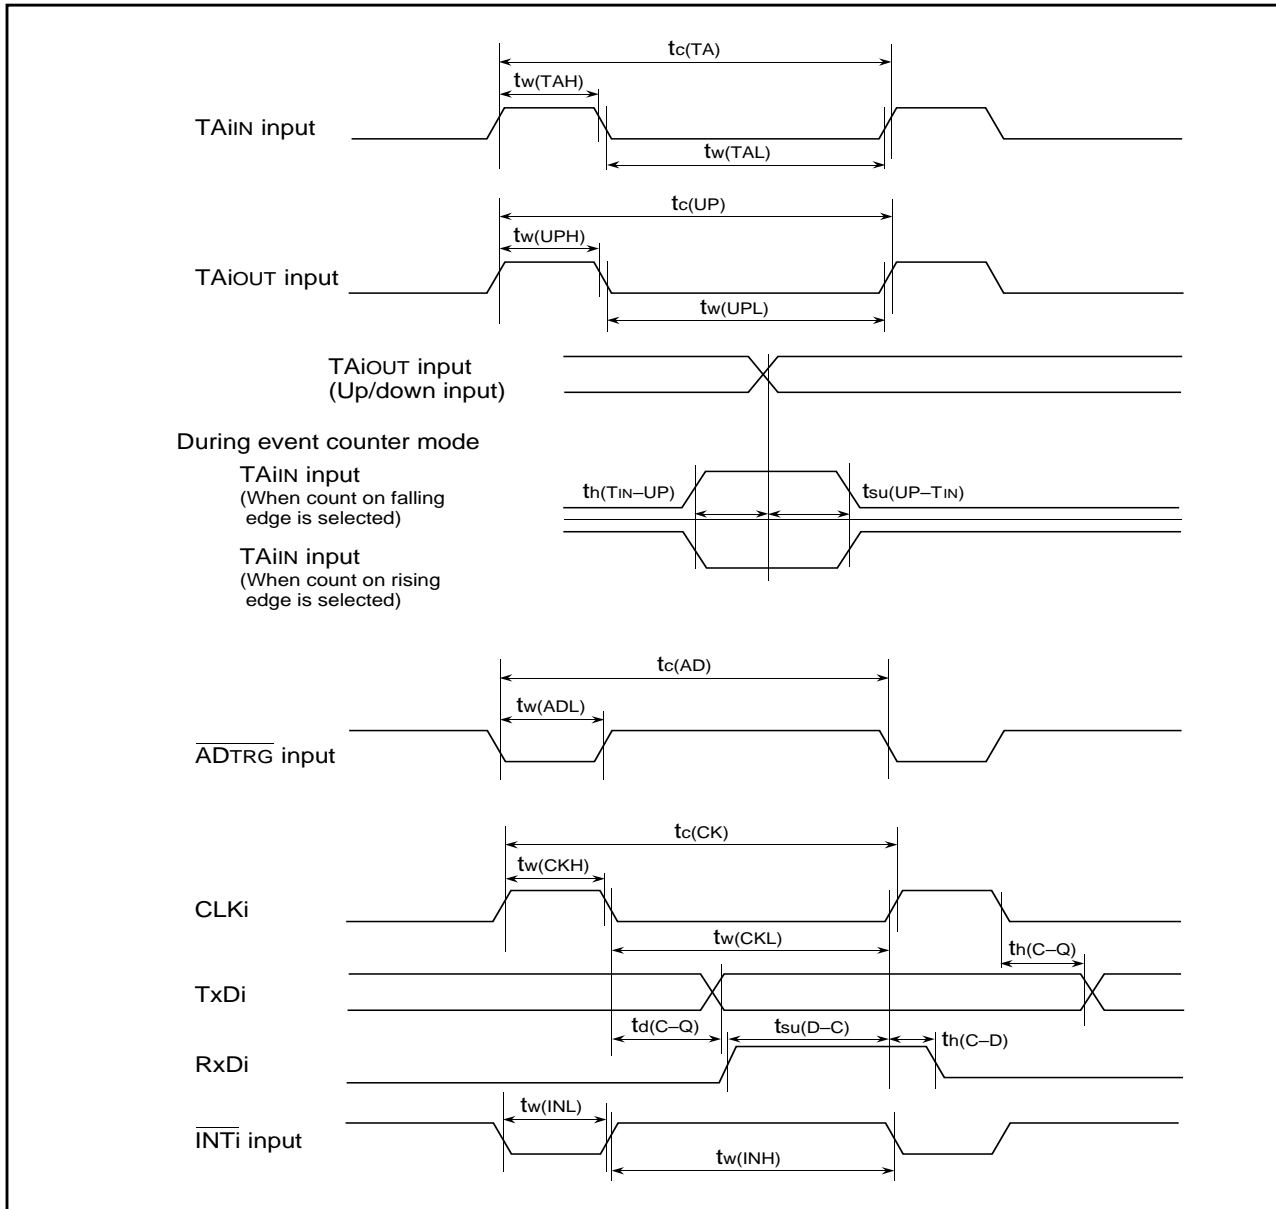 tc(TA)
tw(TAH)
TAiIN input
tw(TAL)
tc(UP)
tw(UPH)
TAiOUT input
tw(UPL)
TAiOUT input
(Up/down input)
During event counter mode
TAiIN input
(When count on falling
edge is selected)
th(TIN–UP)
tsu(UP–TIN)
TAiIN input
(When count on rising
edge is selected)
tc(AD)
tw(ADL)
ADTRG input
tc(CK)
tw(CKH)
CLKi
tw(CKL)
th(C–Q)
TxDi
td(C–Q)
tsu(D–C)
th(C–D)
RxDi
tw(INL)
INTi input
tw(INH)